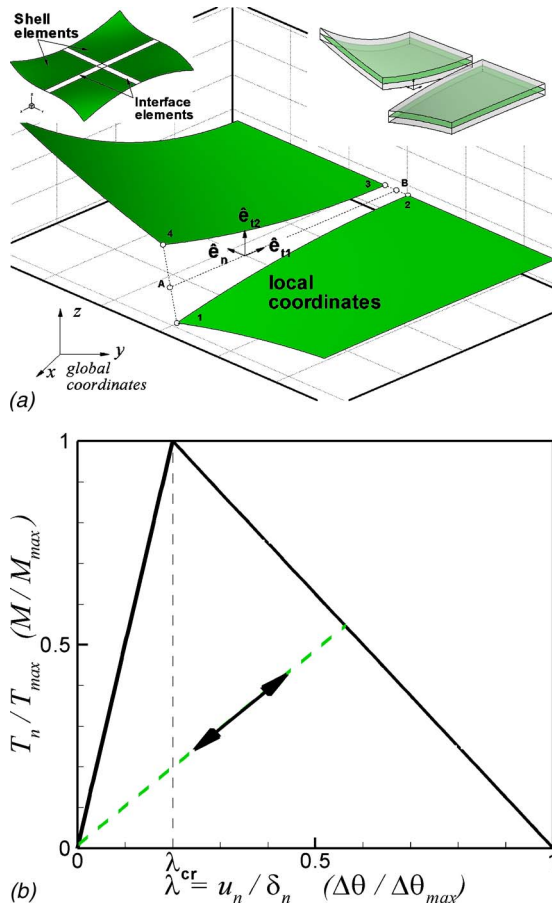 (a)
Shell
elements
Interface
elements
3
B
2
4
ê_t2
ê_n
ê_t1
A
local
coordinates
1
z
y
x
global
coordinates
(b)
T_n / T_max (M / M_max)
1
0.5
0
0
λ_cr
0.5
1
λ = u_n / δ_n (Δθ / Δθ_max)